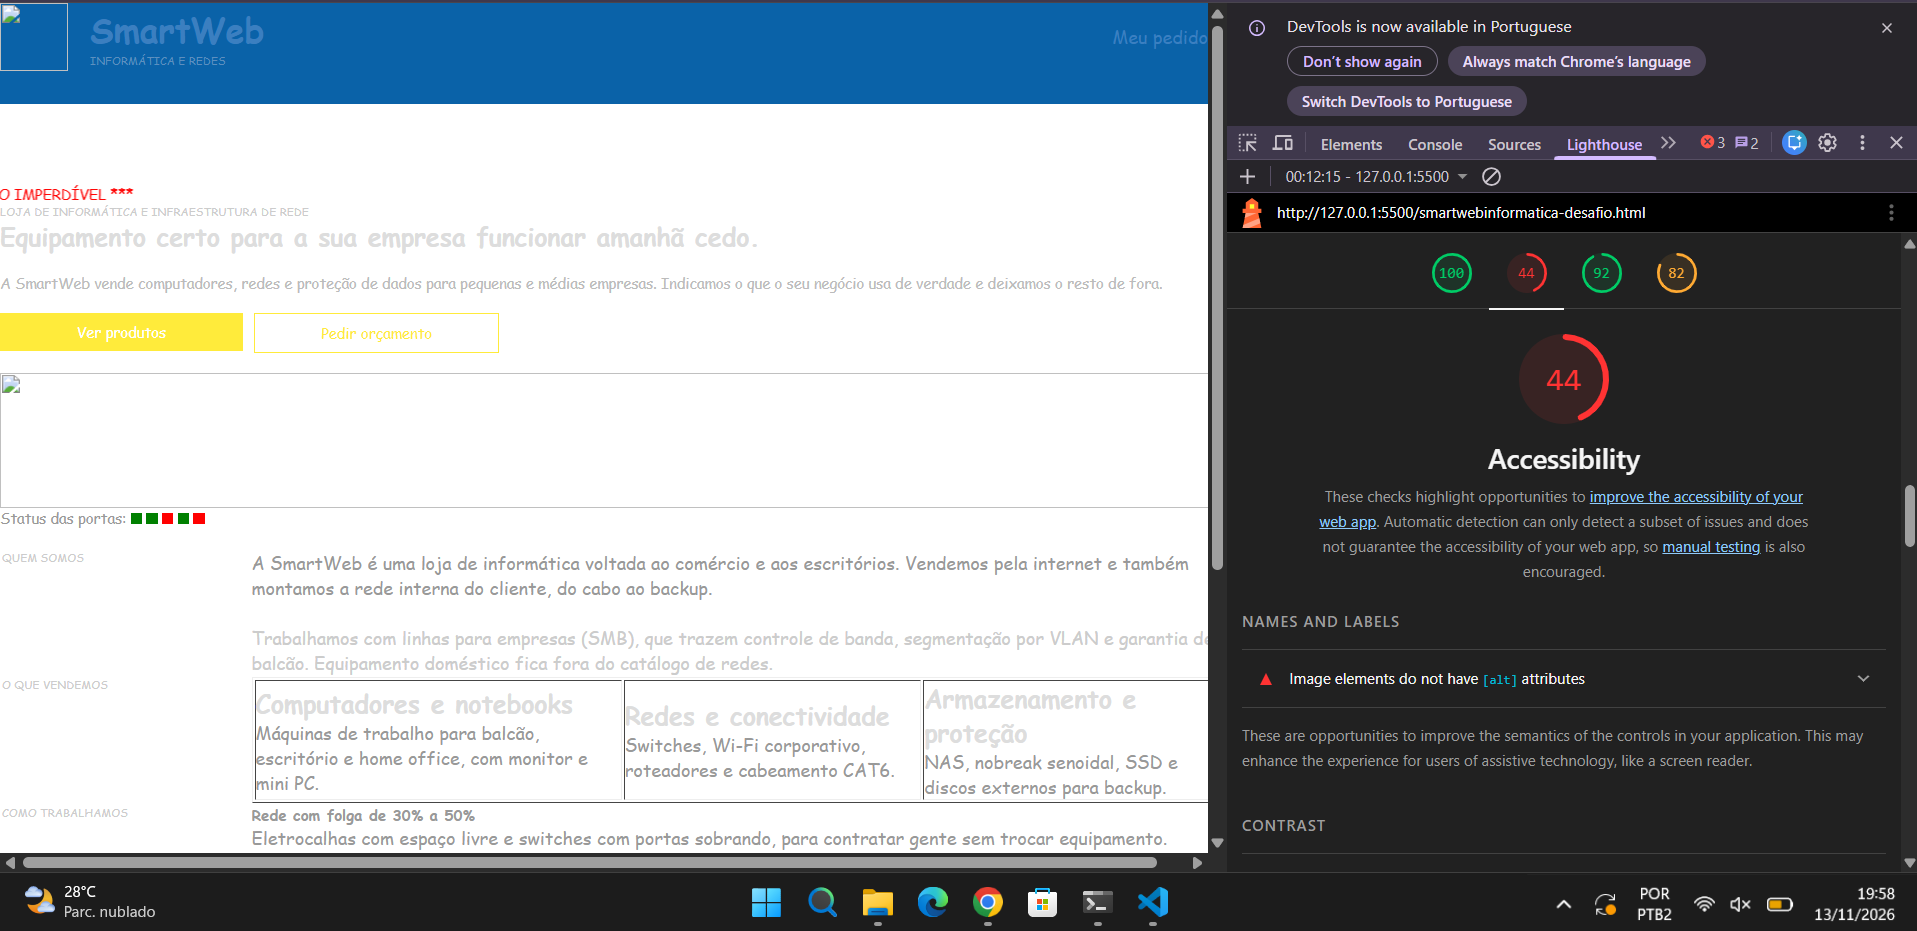 SmartWeb
INFORMÁTICA E REDES
Meu pedido
O IMPERDÍVEL ***
LOJA DE INFORMÁTICA E INFRAESTRUTURA DE REDE
Equipamento certo para a sua empresa funcionar amanhã cedo.
A SmartWeb vende computadores, redes e proteção de dados para pequenas e médias empresas. Indicamos o que o seu negócio usa de verdade e deixamos o resto de fora.
Ver produtos
Pedir orçamento
Status das portas:
QUEM SOMOS
A SmartWeb é uma loja de informática voltada ao comércio e aos escritórios. Vendemos pela internet e também
montamos a rede interna do cliente, do cabo ao backup.
Trabalhamos com linhas para empresas (SMB), que trazem controle de banda, segmentação por VLAN e garantia de
balcão. Equipamento doméstico fica fora do catálogo de redes.
O QUE VENDEMOS
Computadores e notebooks
Máquinas de trabalho para balcão,
escritório e home office, com monitor e
mini PC.
Redes e conectividade
Switches, Wi-Fi corporativo,
roteadores e cabeamento CAT6.
Armazenamento e
proteção
NAS, nobreak senoidal, SSD e
discos externos para backup.
COMO TRABALHAMOS
Rede com folga de 30% a 50%
Eletrocalhas com espaço livre e switches com portas sobrando, para contratar gente sem trocar equipamento.
DevTools is now available in Portuguese
Don't show again
Always match Chrome's language
Switch DevTools to Portuguese
Elements
Console
Sources
Lighthouse
3
2
00:12:15 - 127.0.0.1:5500
http://127.0.0.1:5500/smartwebinformatica-desafio.html
100
44
92
82
44
Accessibility
These checks highlight opportunities to improve the accessibility of your
web app. Automatic detection can only detect a subset of issues and does
not guarantee the accessibility of your web app, so manual testing is also
encouraged.
NAMES AND LABELS
Image elements do not have [alt] attributes
These are opportunities to improve the semantics of the controls in your application. This may
enhance the experience for users of assistive technology, like a screen reader.
CONTRAST
28°C
Parc. nublado
POR
PTB2
19:58
13/11/2026